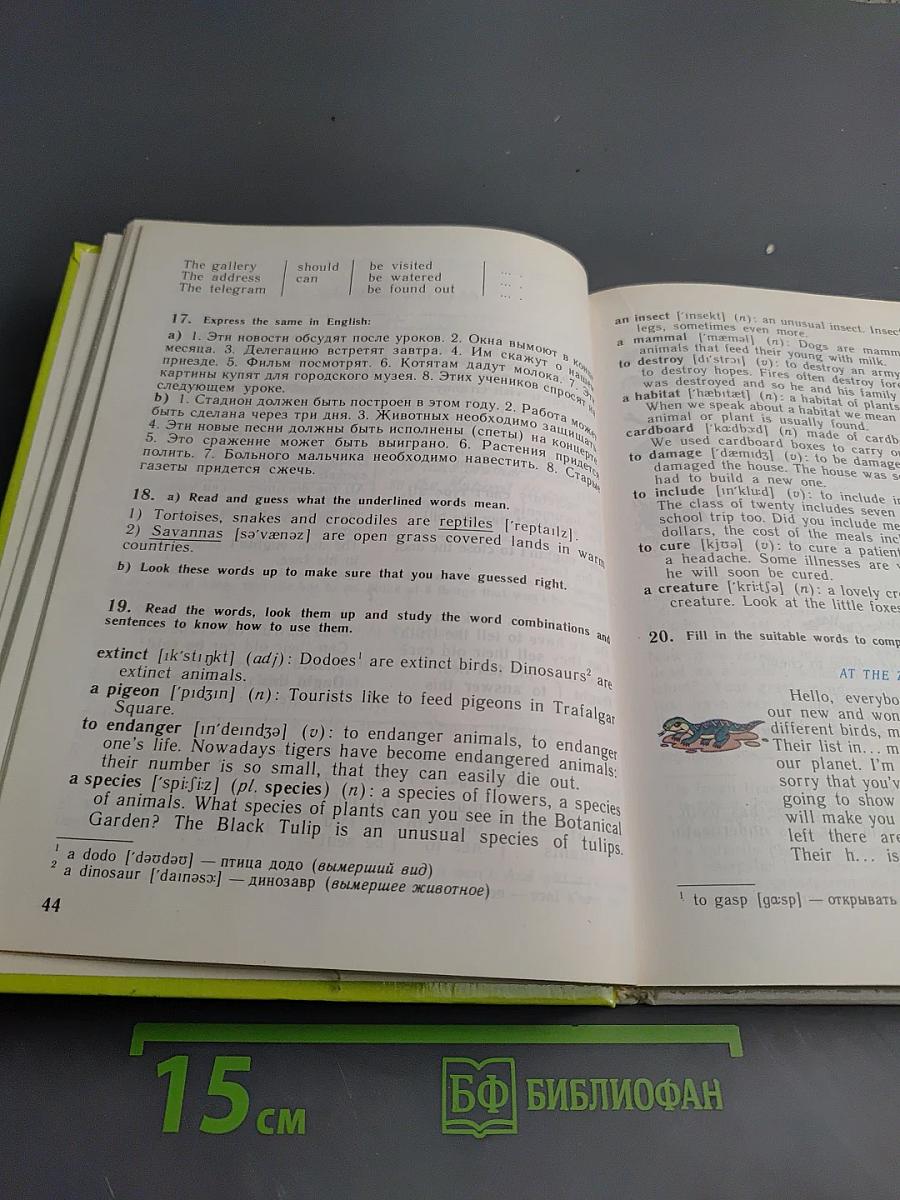 The gallery should be visited ... .
The address can be watered ... .
The telegram be found out ... .
17. Express the same in English:
a) 1. Эти новости обсудят после уроков. 2. Окна вымоют в конце
месяца. 3. Делегацию встретят завтра. 4. Им скажут о нашем
приезде. 5. Фильм посмотрят. 6. Котятам дадут молока. 7. Эти
картины купят для городского музея. 8. Этих учеников спросят на
следующем уроке.
b) 1. Стадион должен быть построен в этом году. 2. Работа может
быть сделана через три дня. 3. Животных необходимо защищать.
4. Эти новые песни должны быть исполнены (спеты) на концерте.
5. Это сражение может быть выиграно. 6. Растения придется
полить. 7. Больного мальчика необходимо навестить. 8. Старые
газеты придется сжечь.
18. a) Read and guess what the underlined words mean.
1) Tortoises, snakes and crocodiles are reptiles ['reptaılz].
2) Savannas [sə'vænəz] are open grass covered lands in warm
countries.
b) Look these words up to make sure that you have guessed right.
19. Read the words, look them up and study the word combinations and
sentences to know how to use them.
extinct [ık'stıŋkt] (adj): Dodoes¹ are extinct birds. Dinosaurs² are
extinct animals.
a pigeon ['pıdʒın] (n): Tourists like to feed pigeons in Trafalgar
Square.
to endanger [ın'deındʒə] (v): to endanger animals, to endanger
one's life. Nowadays tigers have become endangered animals:
their number is so small, that they can easily die out.
a species ['spi:ʃi:z] (pl. species) (n): a species of flowers, a species
of animals. What species of plants can you see in the Botanical
Garden? The Black Tulip is an unusual species of tulips.
¹ a dodo ['dəʊdəʊ] — птица додо (вымерший вид)
² a dinosaur ['daınəsɔ:] — динозавр (вымершее животное)
44
an insect ['ınsekt] (n): an unusual insect.
legs, sometimes even more.
a mammal ['mæməl] (n): Dogs are
animals that feed their young with milk.
to destroy [dı'strɔı] (v): to destroy an army
to destroy hopes. Fires often destroy
was destroyed and so he and his family
a habitat ['hæbıtæt] (n): a habitat of plants
When we speak about a habitat we mean
animal or plant is usually found.
cardboard ['kɑ:dbɔ:d] (n) made of
We used cardboard boxes to carry
to damage ['dæmıdʒ] (v): to be
damaged the house. The house was
had to build a new one.
to include [ın'klu:d] (v): to include
The class of twenty includes seven
school trip too. Did you include
dollars, the cost of the meals
to cure [kjʊə] (v): to cure a patient
a headache. Some illnesses are
he will soon be cured.
a creature ['kri:tʃə] (n): a lovely
creature. Look at the little foxes
20. Fill in the suitable words to
AT THE
Hello,
our new and
different birds,
Their list in...
our planet. I'm
sorry that you'v
going to show
will make you
left there are
Their h... is
¹ to gasp [gɑ:sp] — открывать
15 см
БФ БИБЛИОФАН